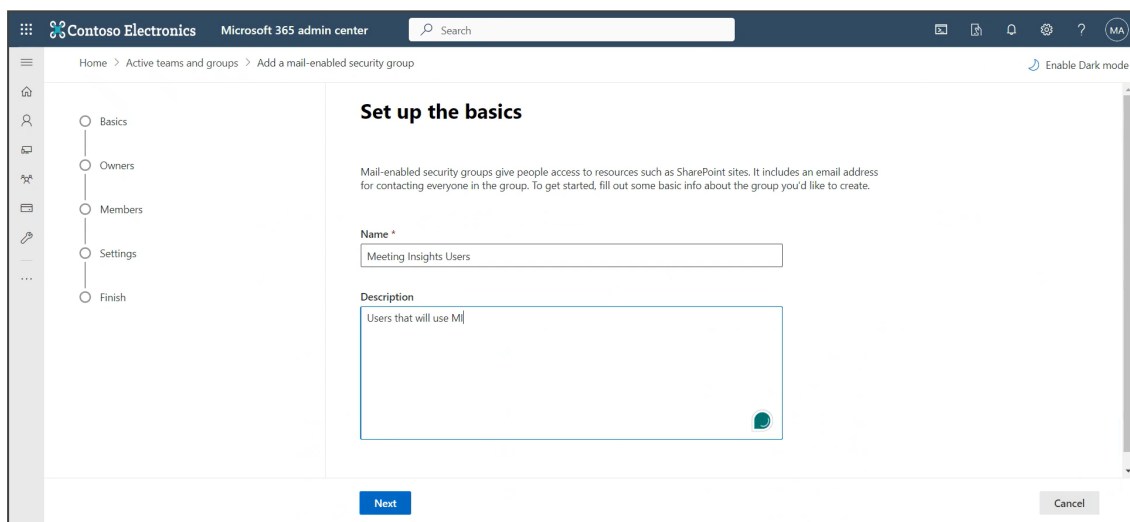 Contoso Electronics Microsoft 365 admin center Search MA
Home > Active teams and groups > Add a mail-enabled security group Enable Dark mode
Basics
Owners
Members
Settings
Finish
Set up the basics
Mail-enabled security groups give people access to resources such as SharePoint sites. It includes an email address
for contacting everyone in the group. To get started, fill out some basic info about the group you'd like to create.
Name *
Meeting Insights Users
Description
Users that will use MI
Next Cancel